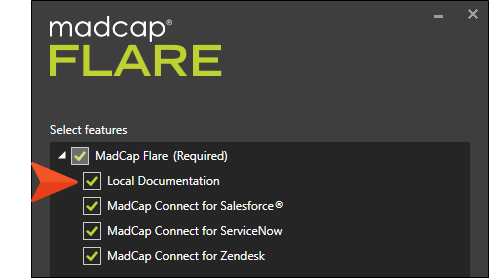 madcap®
FLARE
Select features
MadCap Flare (Required)
Local Documentation
MadCap Connect for Salesforce®
MadCap Connect for ServiceNow
MadCap Connect for Zendesk